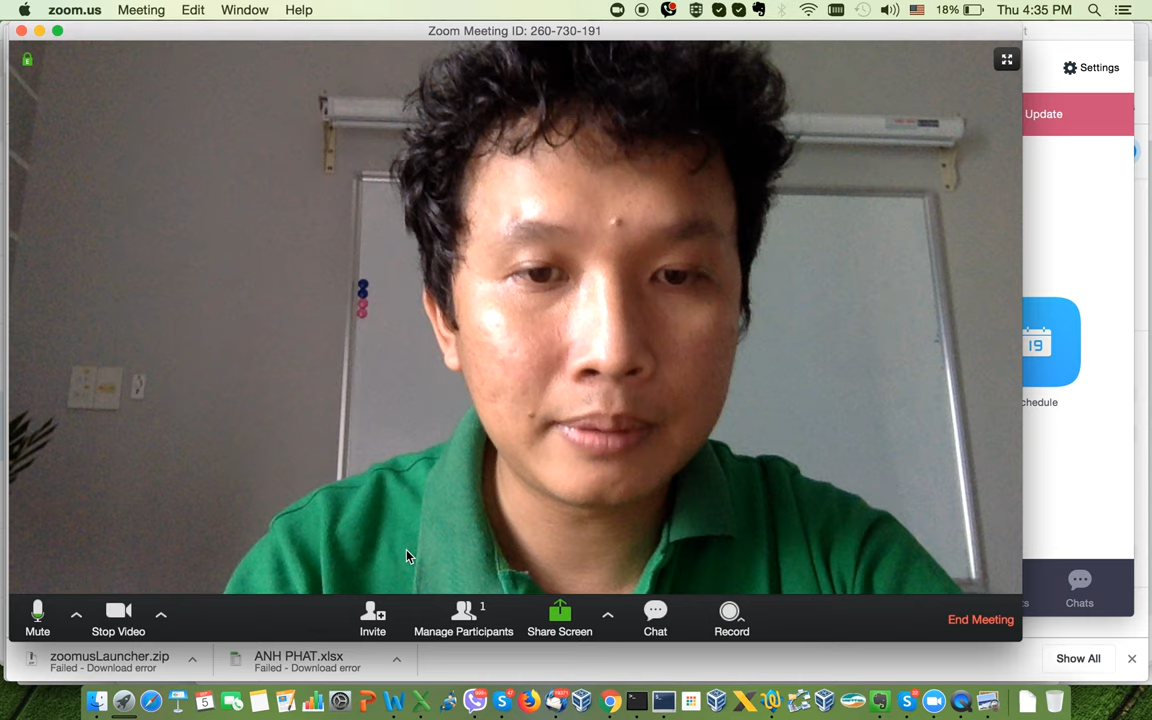 zoom.us Meeting Edit Window Help 18% Thu 4:35 PM
Zoom Meeting ID: 260-730-191
Settings
Update
19
chedule
Chats
Mute
Stop Video
Invite
1
Manage Participants
Share Screen
Chat
Record
End Meeting
zoomusLauncher.zip
Failed - Download error
ANH PHAT.xlsx
Failed - Download error
Show All
5